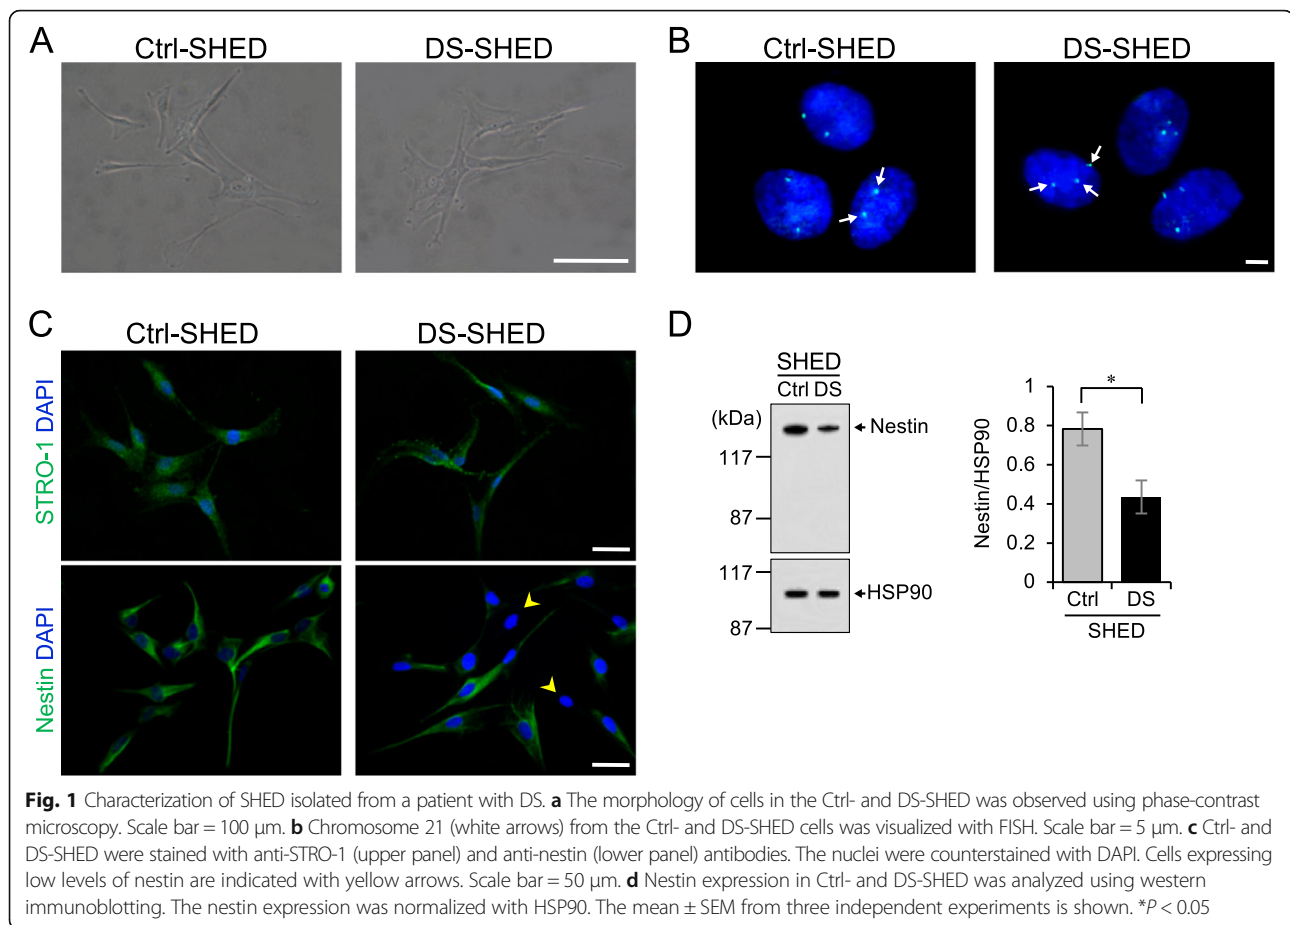 A
Ctrl-SHED
DS-SHED
B
Ctrl-SHED
DS-SHED
C
Ctrl-SHED
DS-SHED
STRO-1 DAPI
Nestin DAPI
D
SHED
Ctrl DS
(kDa)
Nestin
117
87
117
HSP90
87
Nestin/HSP90
1
0.8
0.6
0.4
0.2
0
*
Ctrl DS
SHED
Fig. 1 Characterization of SHED isolated from a patient with DS. a The morphology of cells in the Ctrl- and DS-SHED was observed using phase-contrast
microscopy. Scale bar = 100 μm. b Chromosome 21 (white arrows) from the Ctrl- and DS-SHED cells was visualized with FISH. Scale bar = 5 μm. c Ctrl- and
DS-SHED were stained with anti-STRO-1 (upper panel) and anti-nestin (lower panel) antibodies. The nuclei were counterstained with DAPI. Cells expressing
low levels of nestin are indicated with yellow arrows. Scale bar = 50 μm. d Nestin expression in Ctrl- and DS-SHED was analyzed using western
immunoblotting. The nestin expression was normalized with HSP90. The mean ± SEM from three independent experiments is shown. *P < 0.05